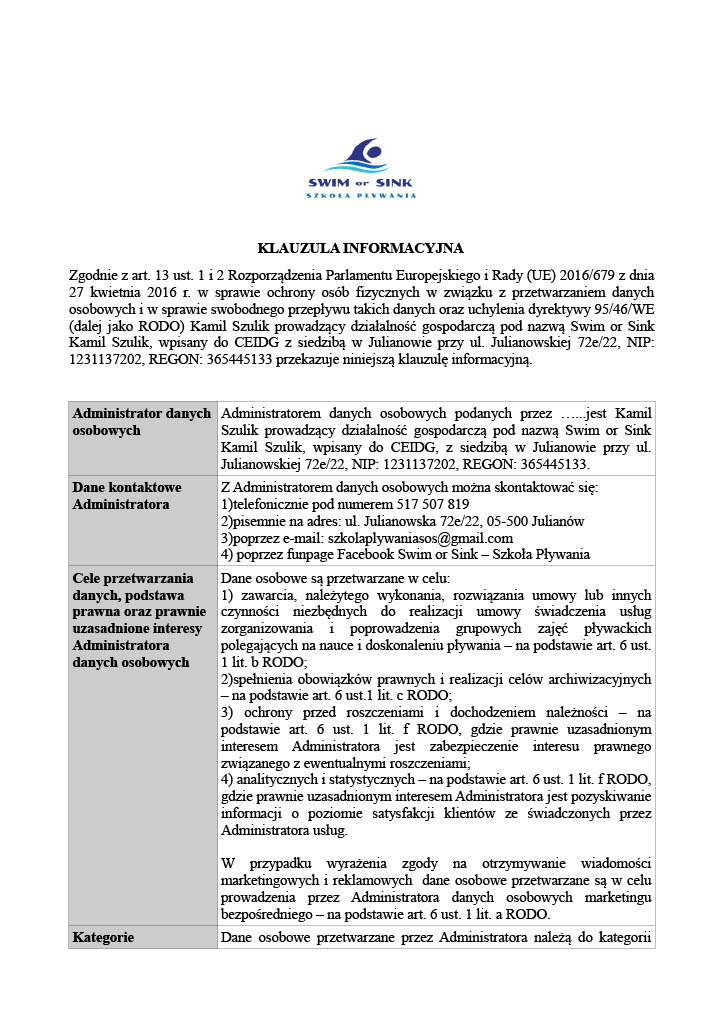 SWIM or SINK
SZKOŁA PŁYWANIA
KLAUZULA INFORMACYJNA
Zgodnie z art. 13 ust. 1 i 2 Rozporządzenia Parlamentu Europejskiego i Rady (UE) 2016/679 z dnia
27 kwietnia 2016 r. w sprawie ochrony osób fizycznych w związku z przetwarzaniem danych
osobowych i w sprawie swobodnego przepływu takich danych oraz uchylenia dyrektywy 95/46/WE
(dalej jako RODO) Kamil Szulik prowadzący działalność gospodarczą pod nazwą Swim or Sink
Kamil Szulik, wpisany do CEIDG z siedzibą w Julianowie przy ul. Julianowskiej 72e/22, NIP:
1231137202, REGON: 365445133 przekazuje niniejszą klauzulę informacyjną.
Administrator danych
osobowych
Administratorem danych osobowych podanych przez …...jest Kamil
Szulik prowadzący działalność gospodarczą pod nazwą Swim or Sink
Kamil Szulik, wpisany do CEIDG, z siedzibą w Julianowie przy ul.
Julianowskiej 72e/22, NIP: 1231137202, REGON: 365445133.
Dane kontaktowe
Administratora
Z Administratorem danych osobowych można skontaktować się:
1)telefonicznie pod numerem 517 507 819
2)pisemnie na adres: ul. Julianowska 72e/22, 05-500 Julianów
3)poprzez e-mail: szkolaplywaniasos@gmail.com
4) poprzez funpage Facebook Swim or Sink – Szkoła Pływania
Cele przetwarzania
danych, podstawa
prawna oraz prawnie
uzasadnione interesy
Administratora
danych osobowych
Dane osobowe są przetwarzane w celu:
1) zawarcia, należytego wykonania, rozwiązania umowy lub innych
czynności niezbędnych do realizacji umowy świadczenia usług
zorganizowania i poprowadzenia grupowych zajęć pływackich
polegających na nauce i doskonaleniu pływania – na podstawie art. 6 ust.
1 lit. b RODO;
2)spełnienia obowiązków prawnych i realizacji celów archiwizacyjnych
– na podstawie art. 6 ust.1 lit. c RODO;
3) ochrony przed roszczeniami i dochodzeniem należności – na
podstawie art. 6 ust. 1 lit. f RODO, gdzie prawnie uzasadnionym
interesem Administratora jest zabezpieczenie interesu prawnego
związanego z ewentualnymi roszczeniami;
4) analitycznych i statystycznych – na podstawie art. 6 ust. 1 lit. f RODO,
gdzie prawnie uzasadnionym interesem Administratora jest pozyskiwanie
informacji o poziomie satysfakcji klientów ze świadczonych przez
Administratora usług.
W przypadku wyrażenia zgody na otrzymywanie wiadomości
marketingowych i reklamowych dane osobowe przetwarzane są w celu
prowadzenia przez Administratora danych osobowych marketingu
bezpośredniego – na podstawie art. 6 ust. 1 lit. a RODO.
Kategorie
Dane osobowe przetwarzane przez Administratora należą do kategorii